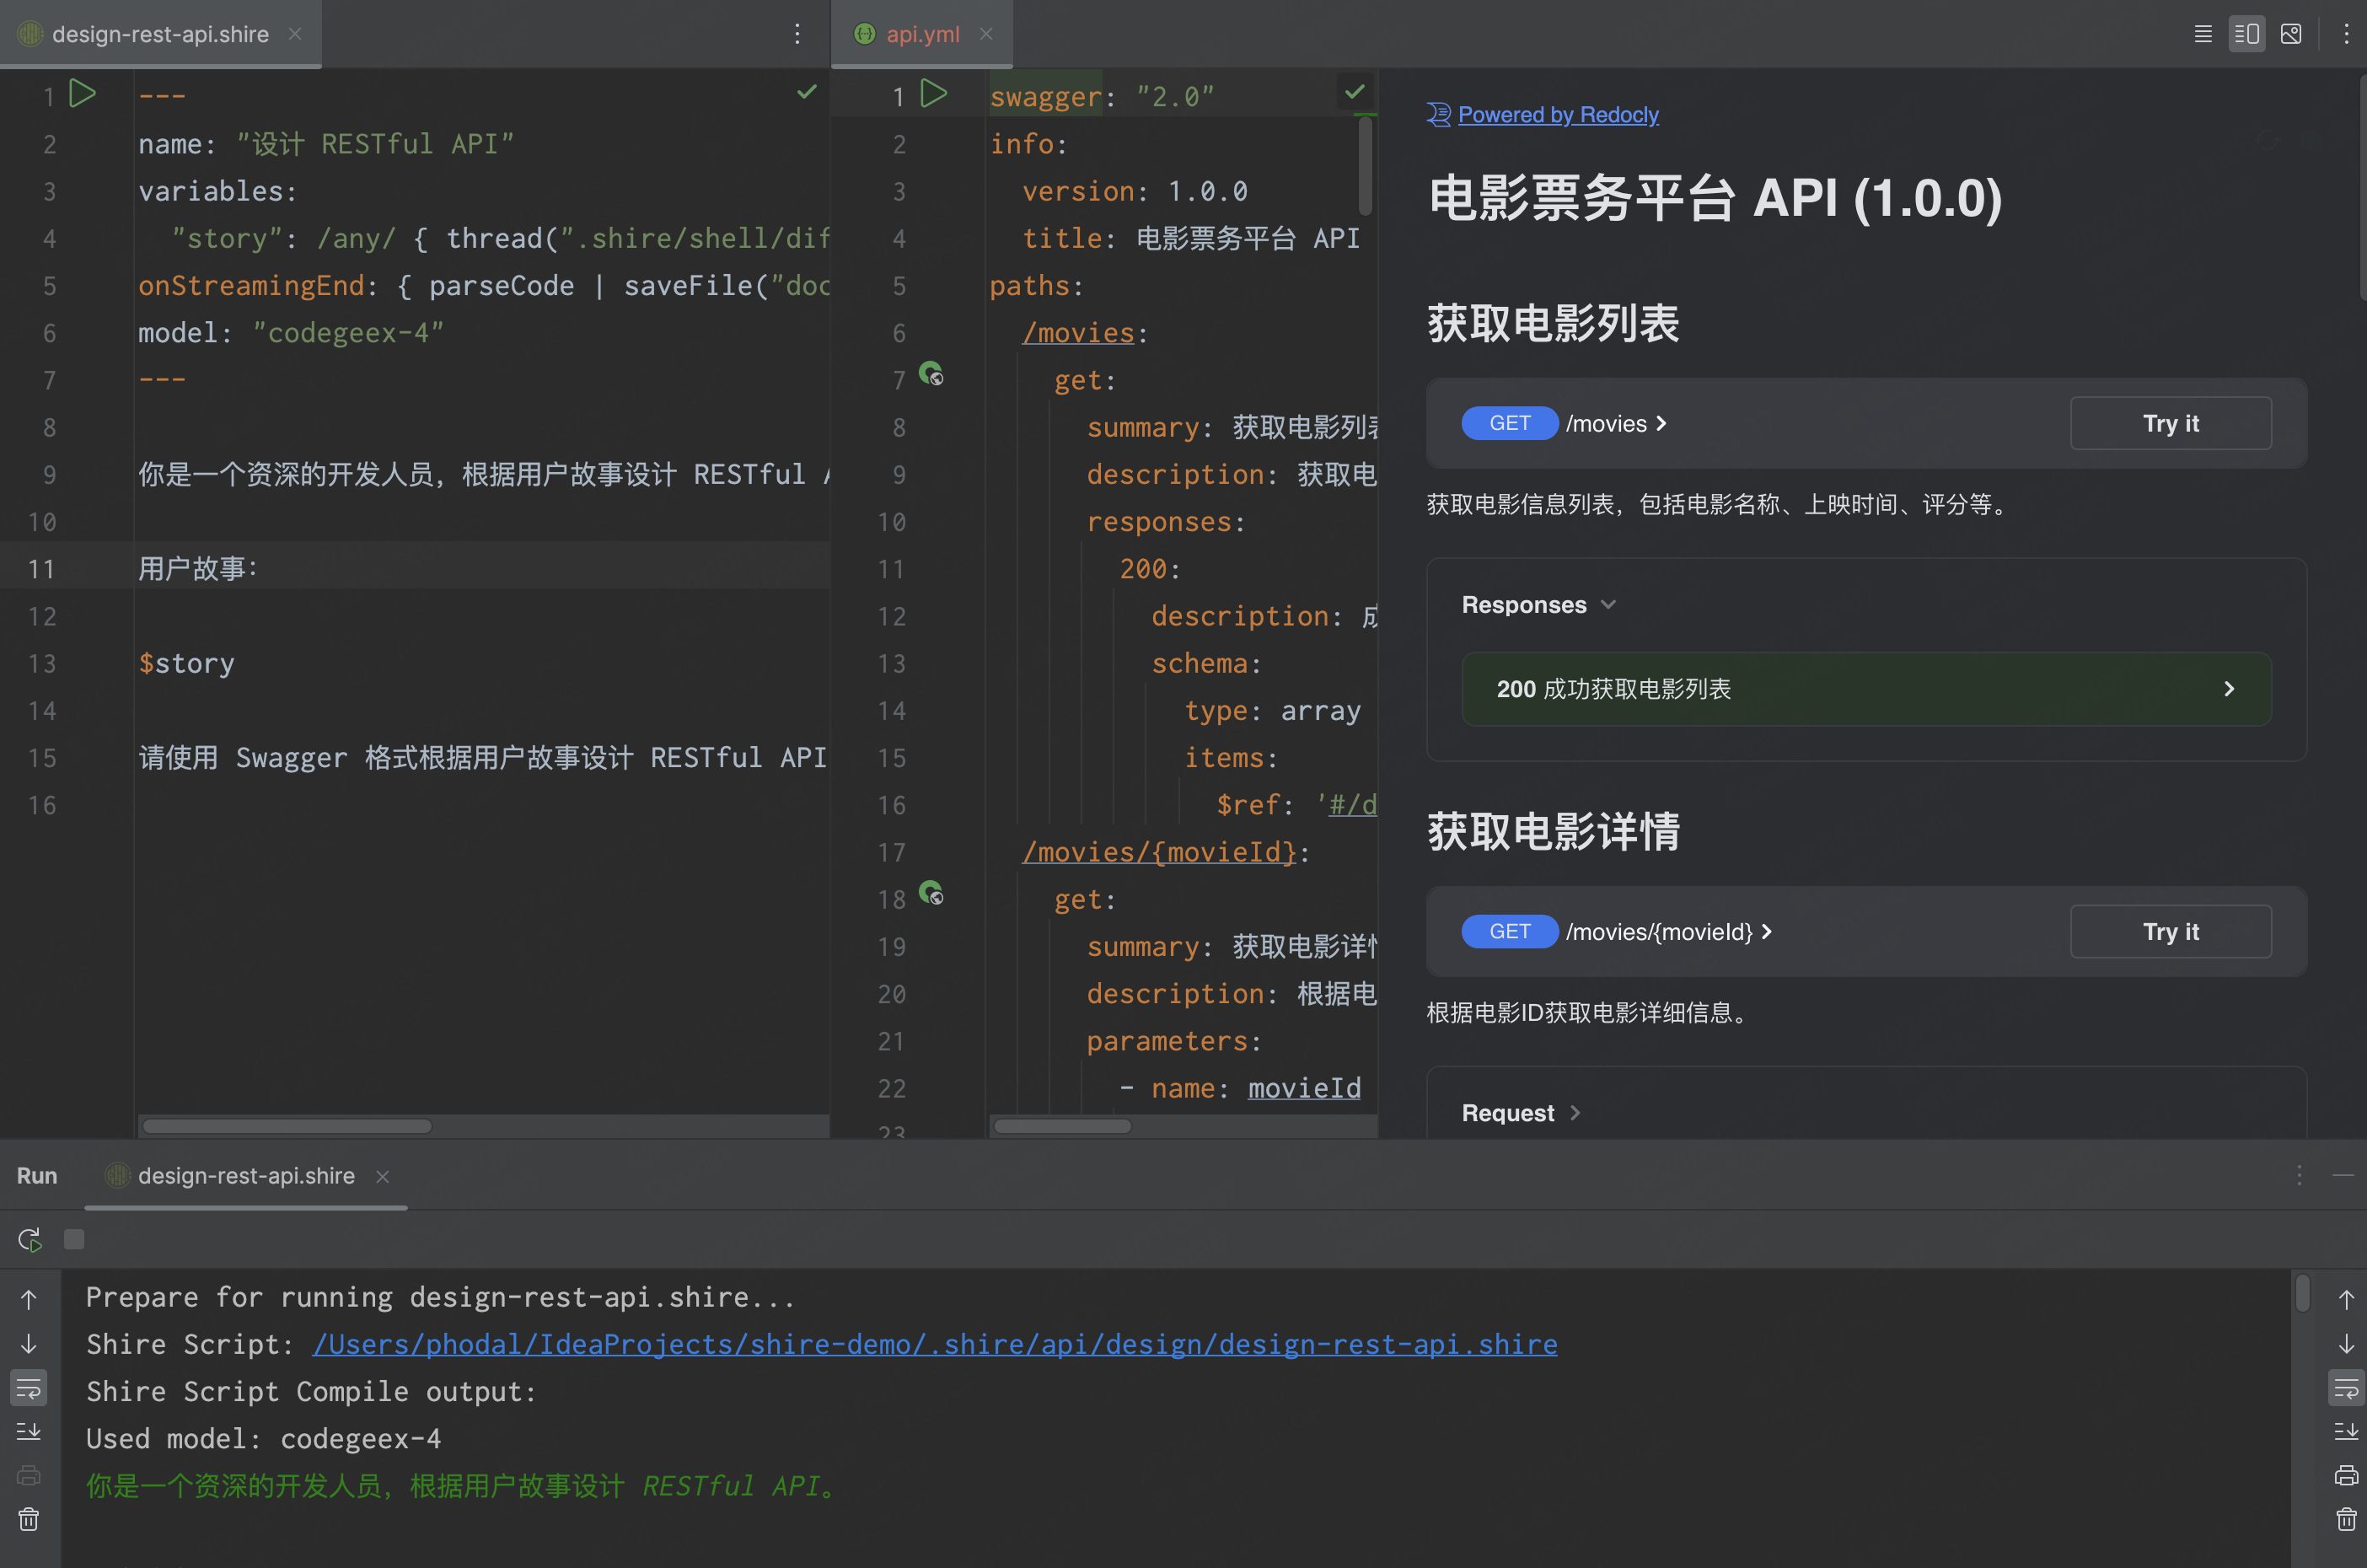 design-rest-api.shire
1 ---
2 name: "设计 RESTful API"
3 variables:
4 "story": /any/ { thread(".shire/shell/dif
5 onStreamingEnd: { parseCode | saveFile("doc
6 model: "codegeex-4"
7 ---
8
9 你是一个资深的开发人员，根据用户故事设计 RESTful
10
11 用户故事：
12
13 $story
14
15 请使用 Swagger 格式根据用户故事设计 RESTful API
16
api.yml
1 swagger: "2.0"
2 info:
3 version: 1.0.0
4 title: 电影票务平台 API
5 paths:
6 /movies:
7 get:
8 summary: 获取电影列表
9 description: 获取电
10 responses:
11 200:
12 description: 成
13 schema:
14 type: array
15 items:
16 $ref: '#/d
17 /movies/{movieId}:
18 get:
19 summary: 获取电影详情
20 description: 根据电
21 parameters:
22 - name: movieId
23
Powered by Redocly
电影票务平台 API (1.0.0)
获取电影列表
GET /movies
Try it
获取电影信息列表，包括电影名称、上映时间、评分等。
Responses
200 成功获取电影列表
获取电影详情
GET /movies/{movieId}
Try it
根据电影ID获取电影详细信息。
Request
Run design-rest-api.shire
Prepare for running design-rest-api.shire...
Shire Script: /Users/phodal/IdeaProjects/shire-demo/.shire/api/design/design-rest-api.shire
Shire Script Compile output:
Used model: codegeex-4
你是一个资深的开发人员，根据用户故事设计 RESTful API。